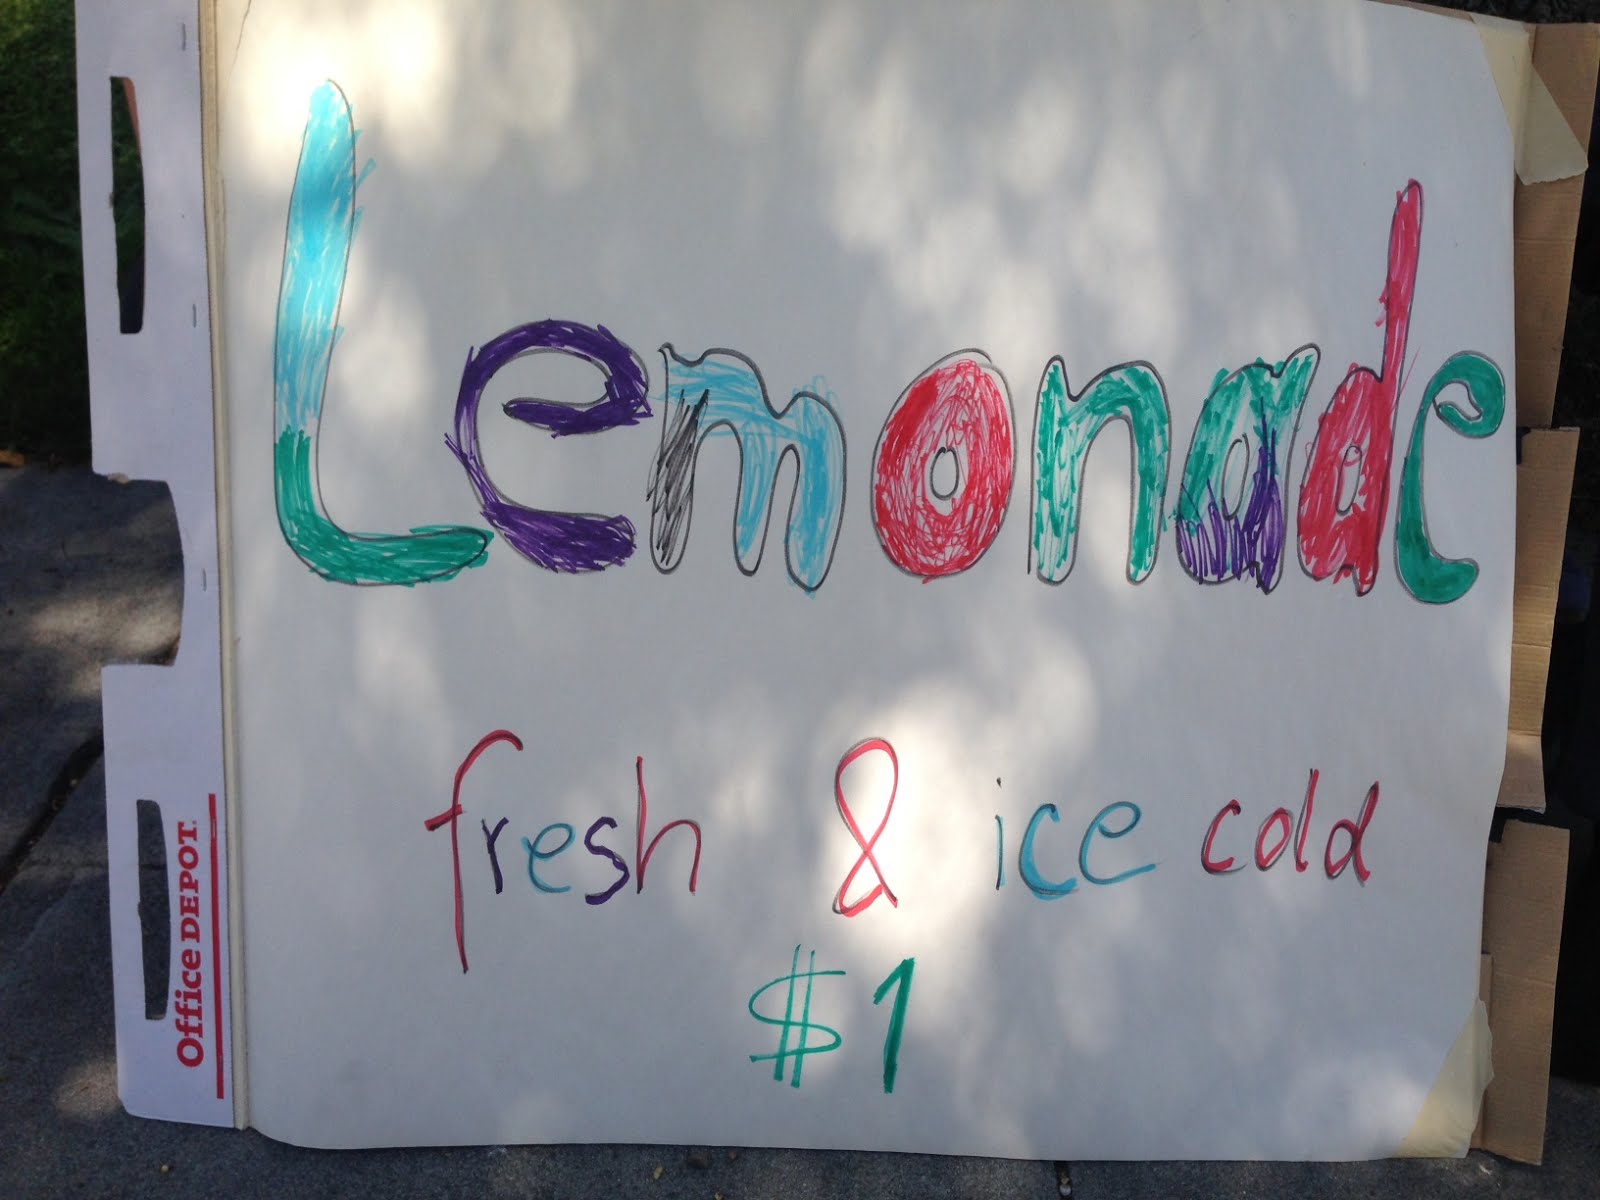 Lemonade
fresh & ice cold
$1
Office DEPOT